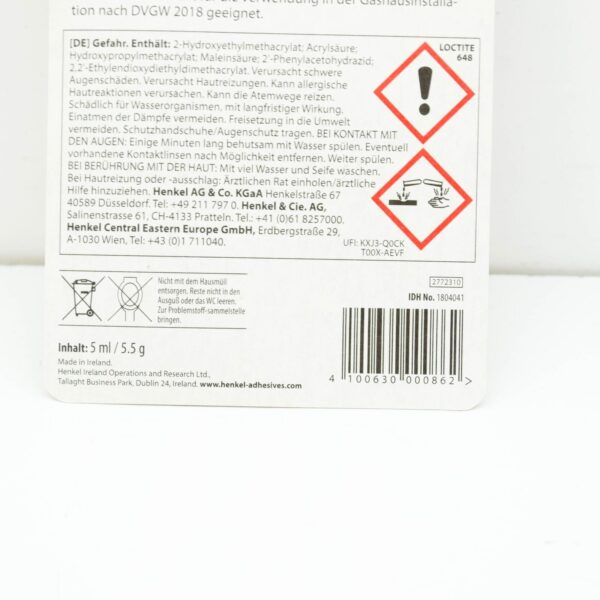 die Verwendung in der Gashausinstalla-
tion nach DVGW 2018 geeignet.
[DE] Gefahr. Enthält: 2-Hydroxyethylmethacrylat; Acrylsäure;
Hydroxypropylmethacrylat; Maleinsäure; 2'-Phenylacetohydrazid;
2,2'-Ethylendioxydiethyldimethacrylat. Verursacht schwere
Augenschäden. Verursacht Hautreizungen. Kann allergische
Hautreaktionen verursachen. Kann die Atemwege reizen.
Schädlich für Wasserorganismen, mit langfristiger Wirkung.
Einatmen der Dämpfe vermeiden. Freisetzung in die Umwelt
vermeiden. Schutzhandschuhe/Augenschutz tragen. BEI KONTAKT MIT
DEN AUGEN: Einige Minuten lang behutsam mit Wasser spülen. Eventuell
vorhandene Kontaktlinsen nach Möglichkeit entfernen. Weiter spülen.
BEI BERÜHRUNG MIT DER HAUT: Mit viel Wasser und Seife waschen.
Bei Hautreizung oder -ausschlag: Ärztlichen Rat einholen/ärztliche
Hilfe hinzuziehen. Henkel AG & Co. KGaA Henkelstraße 67
40589 Düsseldorf. Tel: +49 211 797 0. Henkel & Cie. AG,
Salinenstrasse 61, CH-4133 Pratteln. Tel.: +41 (0)61 8257000.
Henkel Central Eastern Europe GmbH, Erdbergstraße 29,
A-1030 Wien, Tel: +43 (0)1 711040.
LOCTITE
648
UFI: KXJ3-Q0CK
T00X-AEVF
Nicht mit dem Hausmüll
entsorgen. Reste nicht in den
Ausguß oder das WC leeren.
Zur Problemstoff-sammelstelle
bringen.
2772310
IDH No. 1804041
Inhalt: 5 ml / 5.5 g
Made in Ireland.
Henkel Ireland Operations and Research Ltd.,
Tallaght Business Park, Dublin 24, Ireland. www.henkel-adhesives.com
4 100630 000862 >